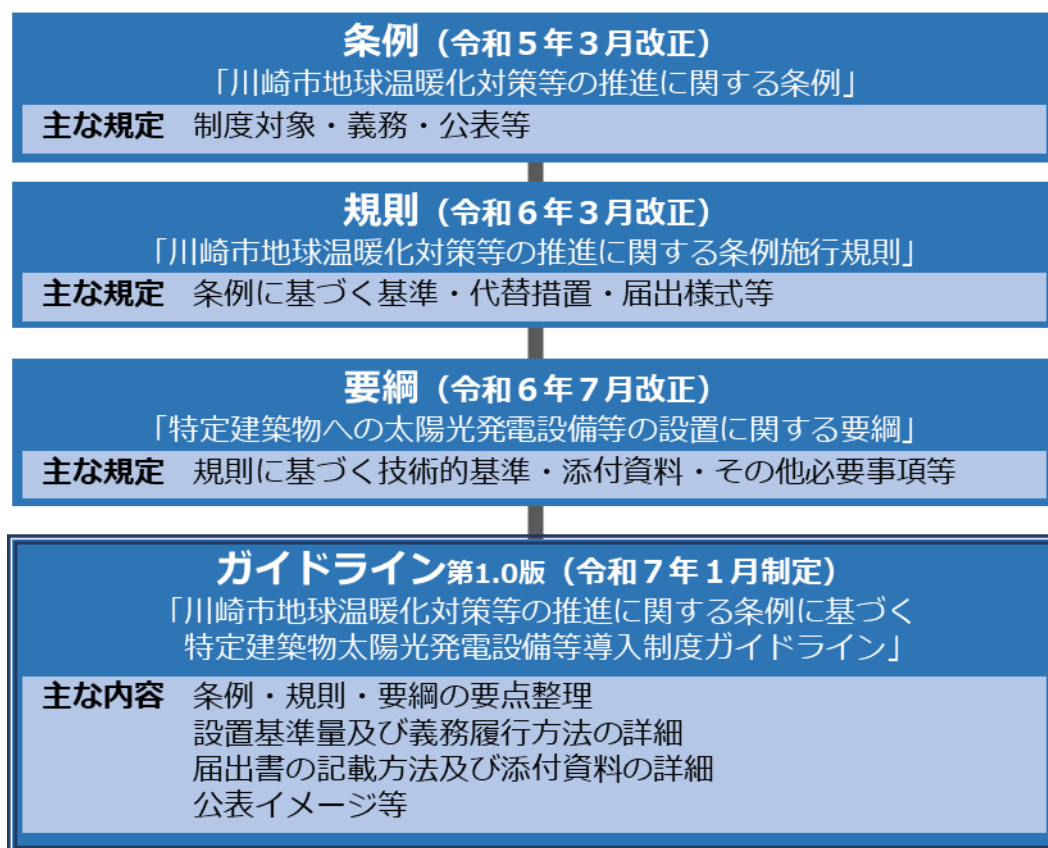 条例（令和５年３月改正）
「川崎市地球温暖化対策等の推進に関する条例」
主な規定 制度対象・義務・公表等
規則（令和６年３月改正）
「川崎市地球温暖化対策等の推進に関する条例施行規則」
主な規定 条例に基づく基準・代替措置・届出様式等
要綱（令和６年７月改正）
「特定建築物への太陽光発電設備等の設置に関する要綱」
主な規定 規則に基づく技術的基準・添付資料・その他必要事項等
ガイドライン第1.0版（令和７年１月制定）
「川崎市地球温暖化対策等の推進に関する条例に基づく
特定建築物太陽光発電設備等導入制度ガイドライン」
主な内容 条例・規則・要綱の要点整理
設置基準量及び義務履行方法の詳細
届出書の記載方法及び添付資料の詳細
公表イメージ等